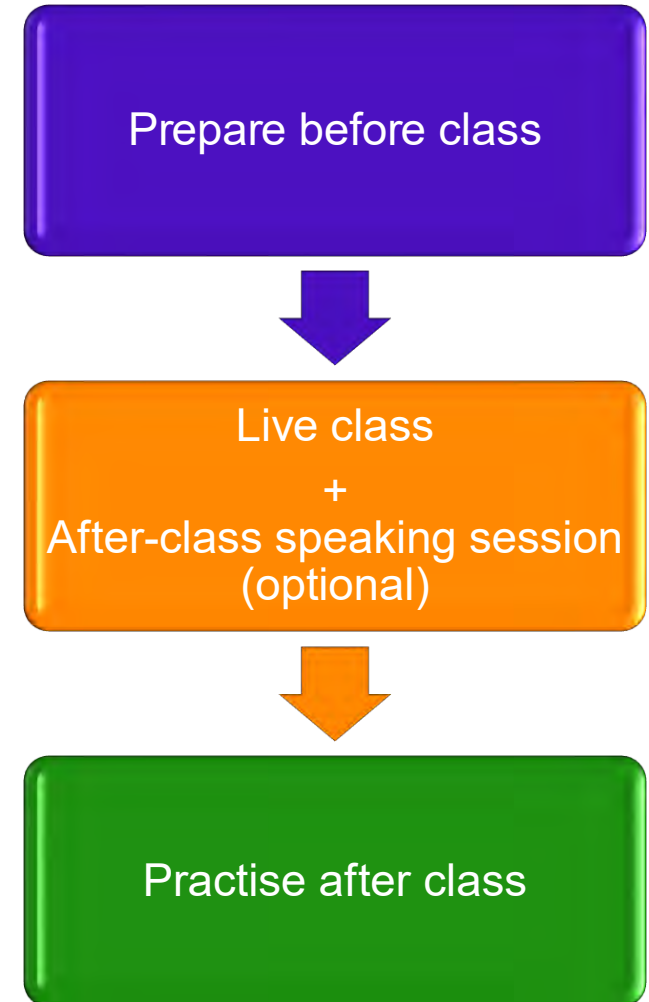 Prepare before class
Live class
+
After-class speaking session
(optional)
Practise after class